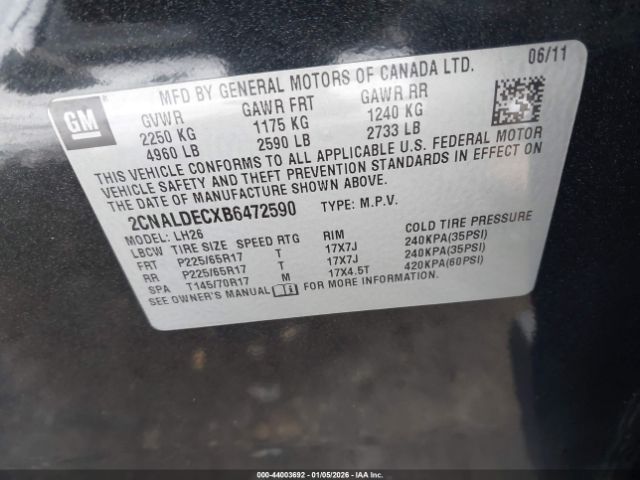 GM
MFD BY GENERAL MOTORS OF CANADA LTD. 06/11
GVWR GAWR FRT GAWR RR
2250 KG 1175 KG 1240 KG
4960 LB 2590 LB 2733 LB
THIS VEHICLE CONFORMS TO ALL APPLICABLE U.S. FEDERAL MOTOR
VEHICLE SAFETY AND THEFT PREVENTION STANDARDS IN EFFECT ON
THE DATE OF MANUFACTURE SHOWN ABOVE.
2CNALDECXB6472590 TYPE: M.P.V.
MODEL: LH26
LBCW TIRE SIZE SPEED RTG RIM COLD TIRE PRESSURE
FRT P225/65R17 T 17X7J 240KPA(35PSI)
RR P225/65R17 T 17X7J 240KPA(35PSI)
SPA T145/70R17 M 17X4.5T 420KPA(60PSI)
SEE OWNER'S MANUAL FOR MORE INFORMATION.
000-44003692 01/05/2026 IAAI.COM